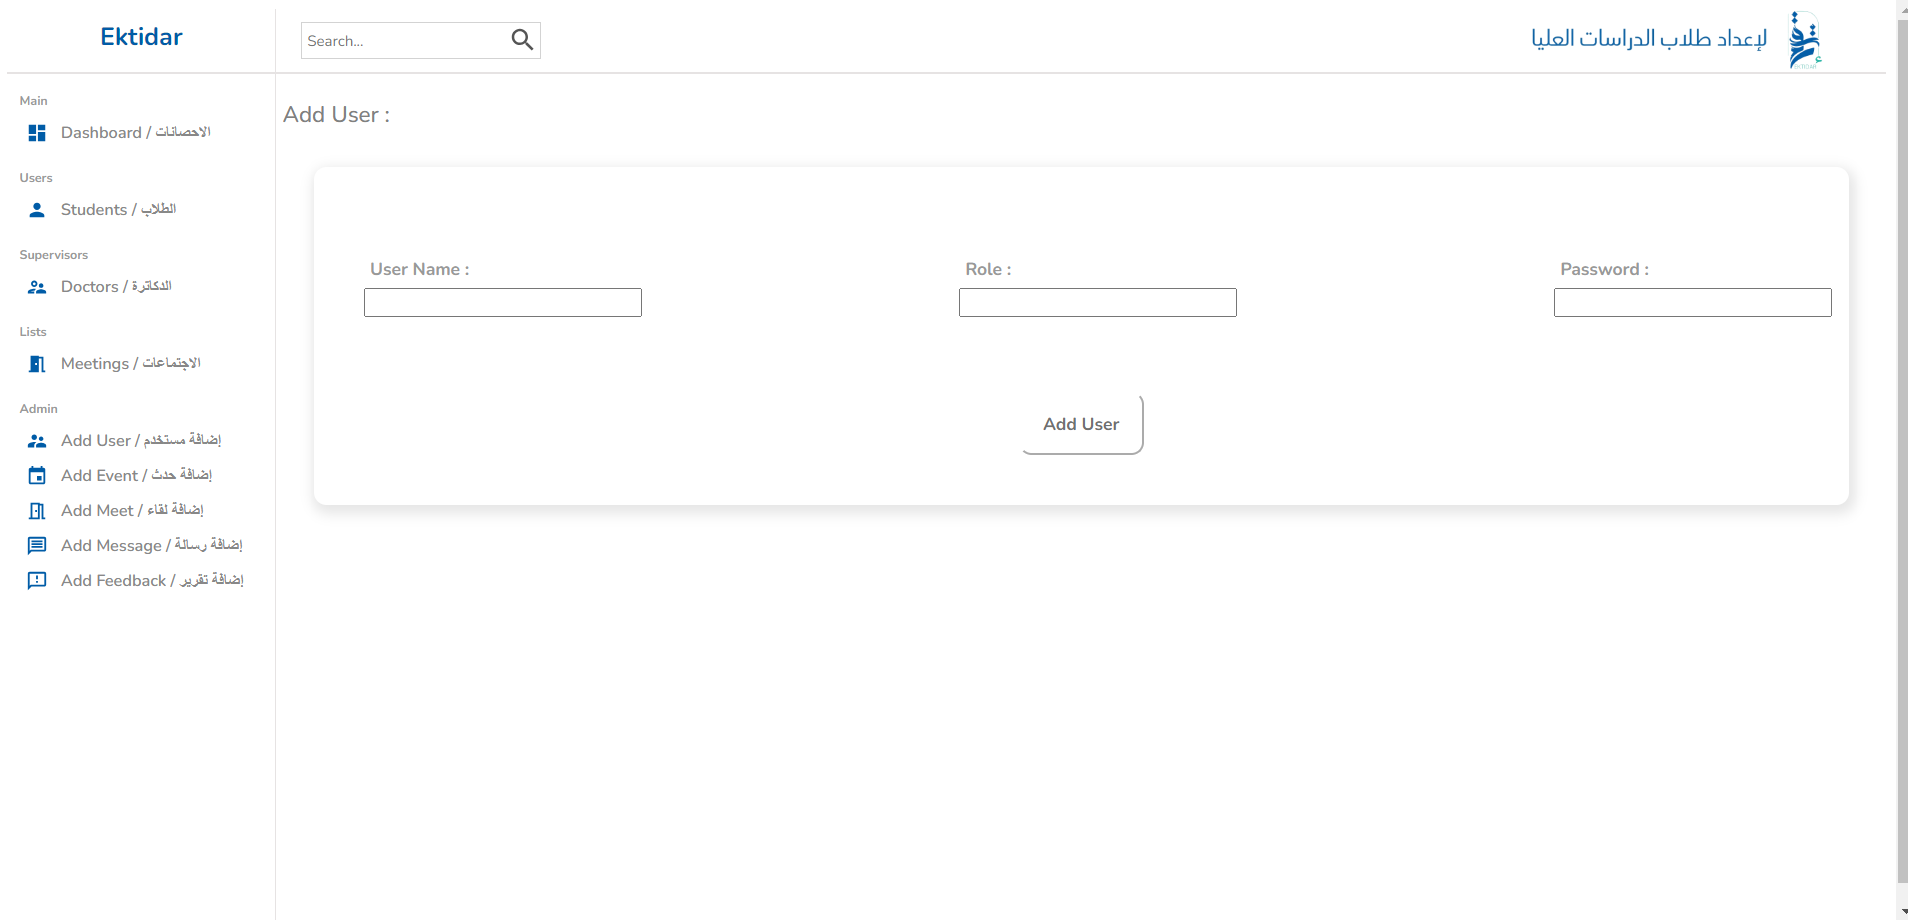 Ektidar
Search...
لإعداد طلاب الدراسات العليا
EKTIDAR
Main
Dashboard / الاحصائات
Users
Students / الطلاب
Supervisors
Doctors / الدكاترة
Lists
Meetings / الاجتماعات
Admin
Add User / إضافة مستخدم
Add Event / إضافة حدث
Add Meet / إضافة لقاء
Add Message / إضافة رسالة
Add Feedback / إضافة تقرير
Add User :
User Name :
Role :
Password :
Add User